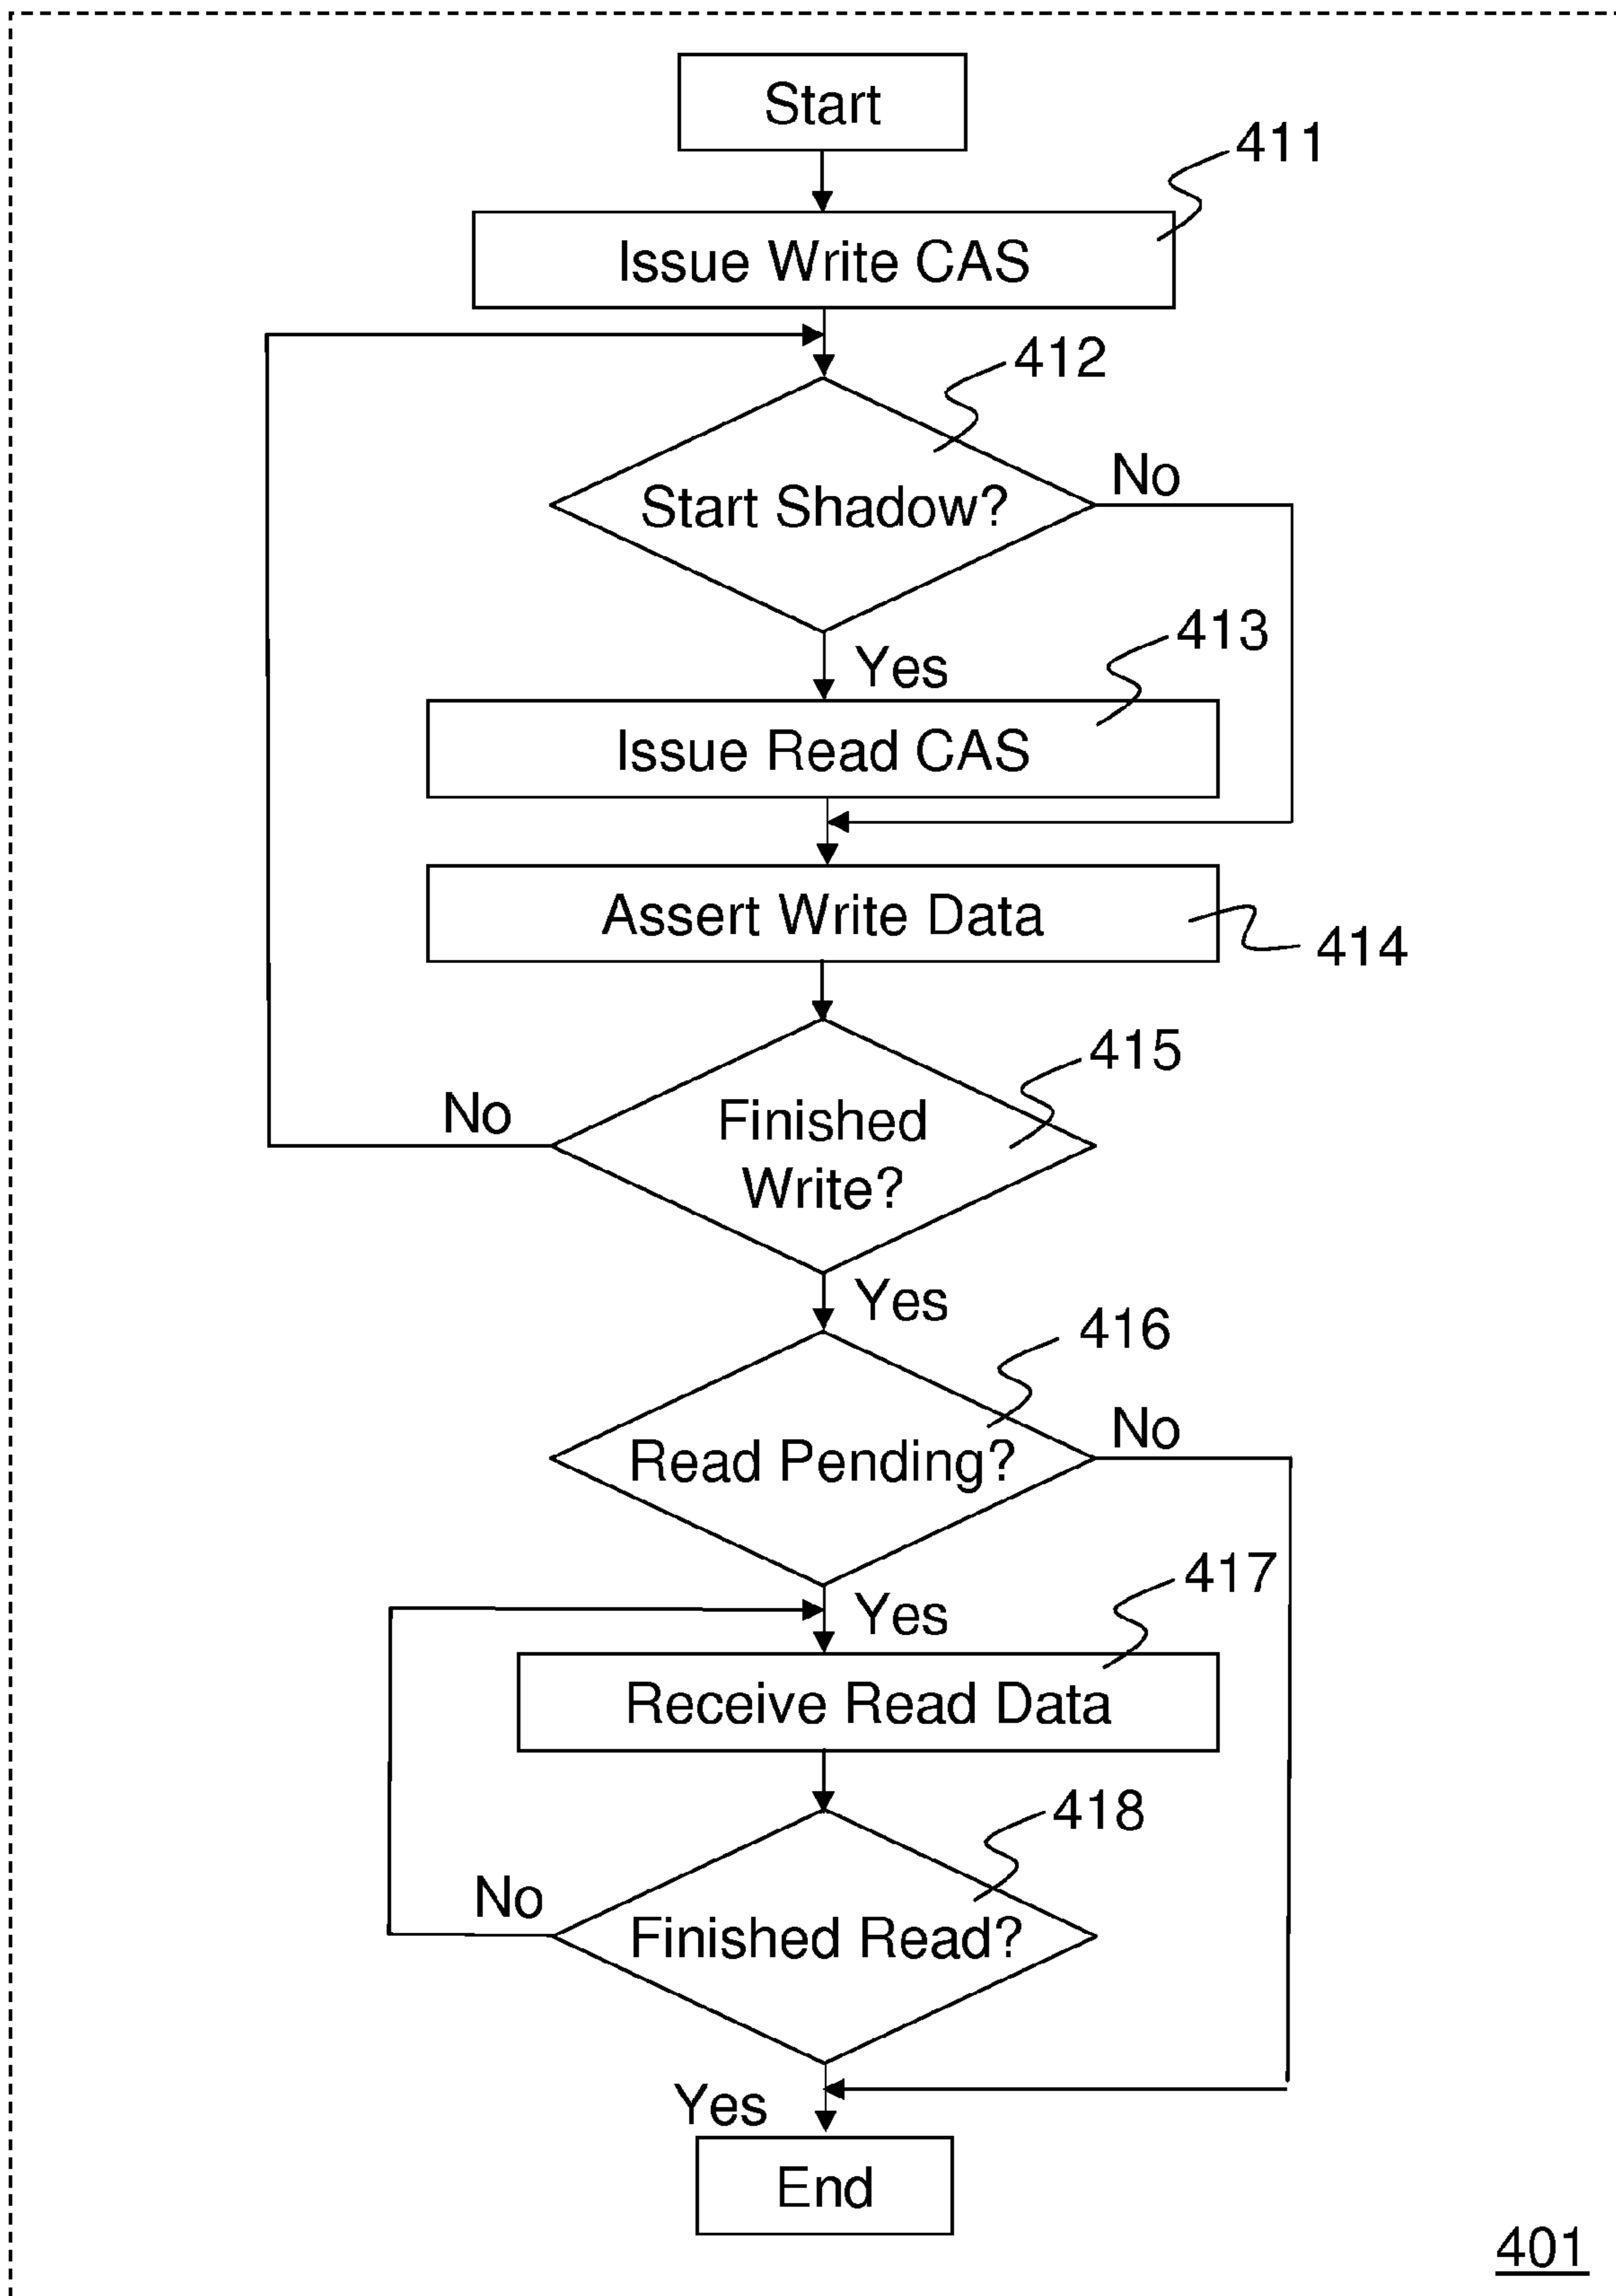 Start
411
Issue Write CAS
412
No
Start Shadow?
413
Yes
Issue Read CAS
Assert Write Data
414
415
No
Finished
Write?
Yes
416
No
Read Pending?
417
Yes
Receive Read Data
418
No
Finished Read?
Yes
End
401